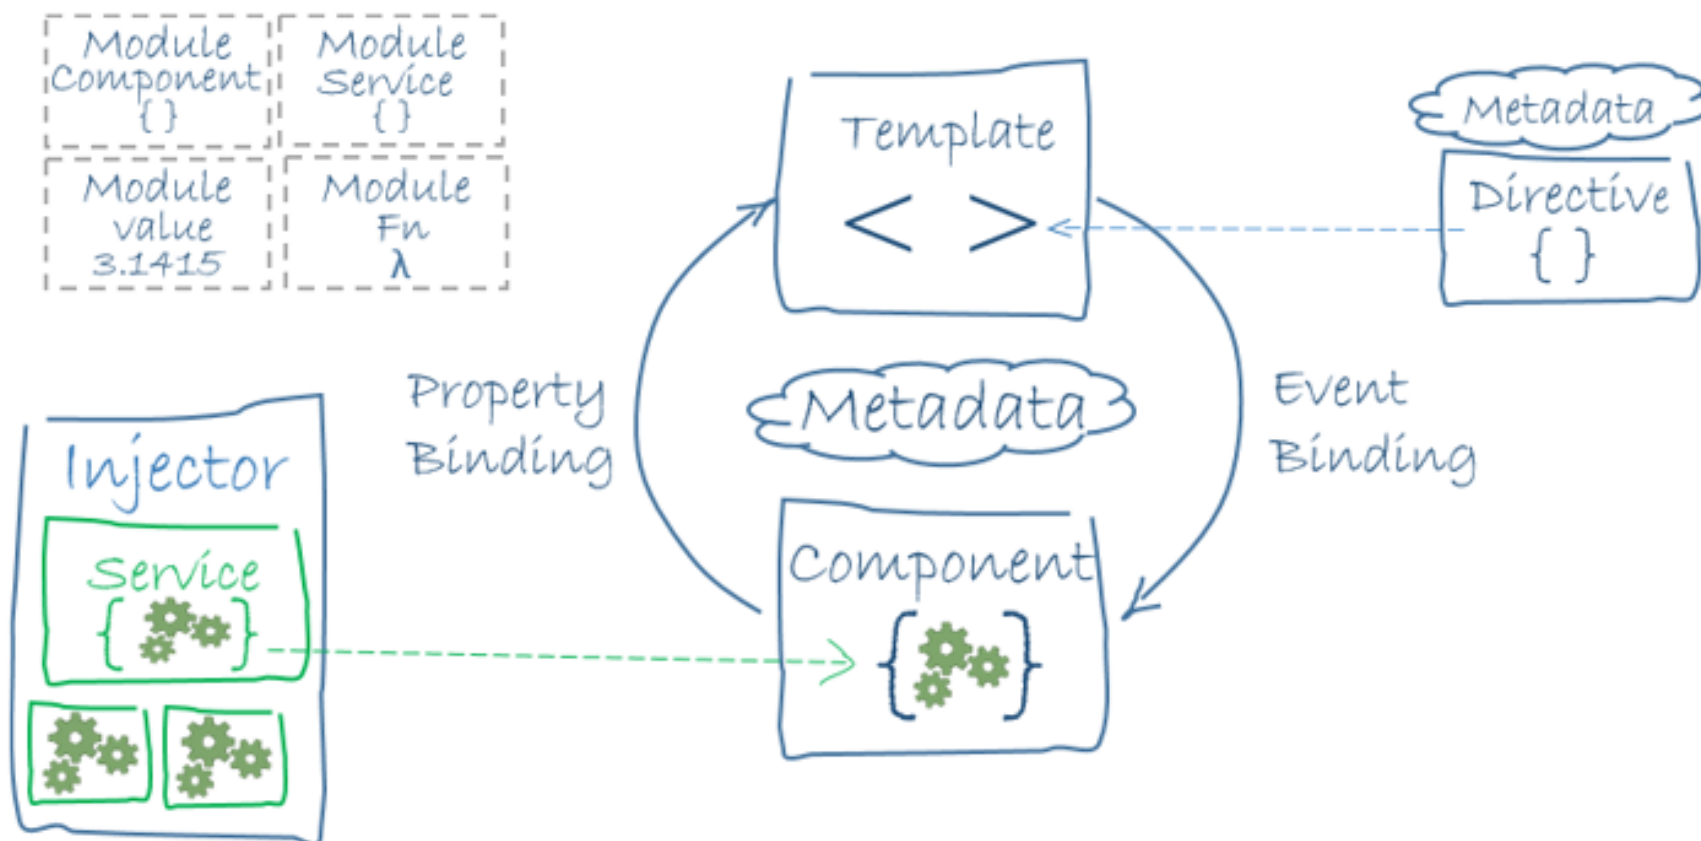 Module
Component
{ }
Module
Service
{ }
Module
value
3.1415
Module
Fn
λ
Template
< >
Metadata
Directive
{ }
Property
Binding
Metadata
Event
Binding
Injector
Service
{ }
Component
{ }